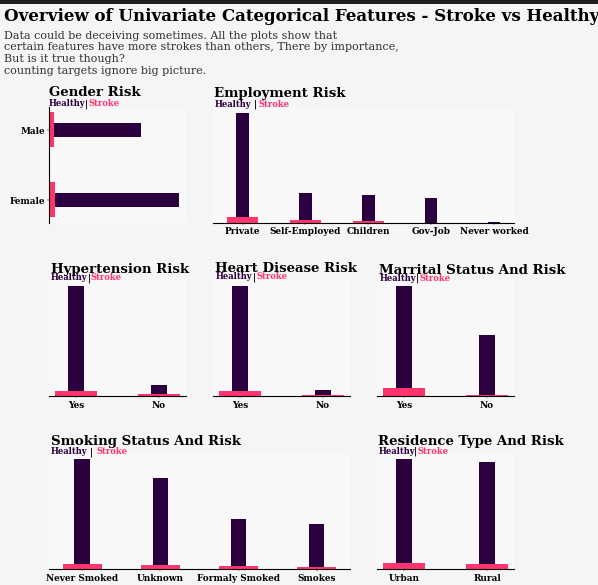 Overview of Univariate Categorical Features - Stroke vs Healthy
Data could be deceiving sometimes. All the plots show that
certain features have more strokes than others, There by importance,
But is it true though?
counting targets ignore big picture.
Gender Risk
Healthy|Stroke
Male
Female
Employment Risk
Healthy | Stroke
Private Self-Employed Children Gov-Job Never worked
Hypertension Risk
Healthy|Stroke
Yes No
Heart Disease Risk
Healthy|Stroke
Yes No
Marrital Status And Risk
Healthy|Stroke
Yes No
Smoking Status And Risk
Healthy | Stroke
Never Smoked Unknown Formaly Smoked Smokes
Residence Type And Risk
Healthy|Stroke
Urban Rural